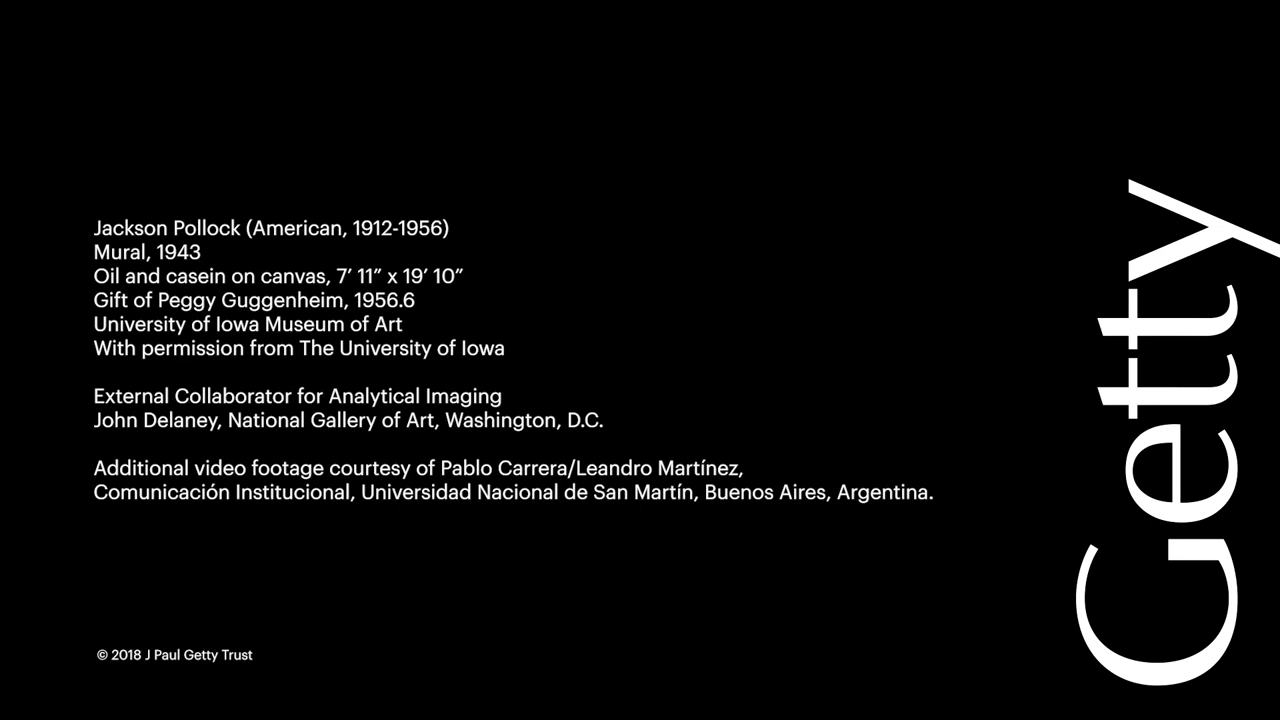 Jackson Pollock (American, 1912-1956)
Mural, 1943
Oil and casein on canvas, 7′ 11″ x 19′ 10″
Gift of Peggy Guggenheim, 1956.6
University of Iowa Museum of Art
With permission from The University of Iowa
External Collaborator for Analytical Imaging
John Delaney, National Gallery of Art, Washington, D.C.
Additional video footage courtesy of Pablo Carrera/Leandro Martínez,
Comunicación Institucional, Universidad Nacional de San Martín, Buenos Aires, Argentina.
© 2018 J Paul Getty Trust
Getty